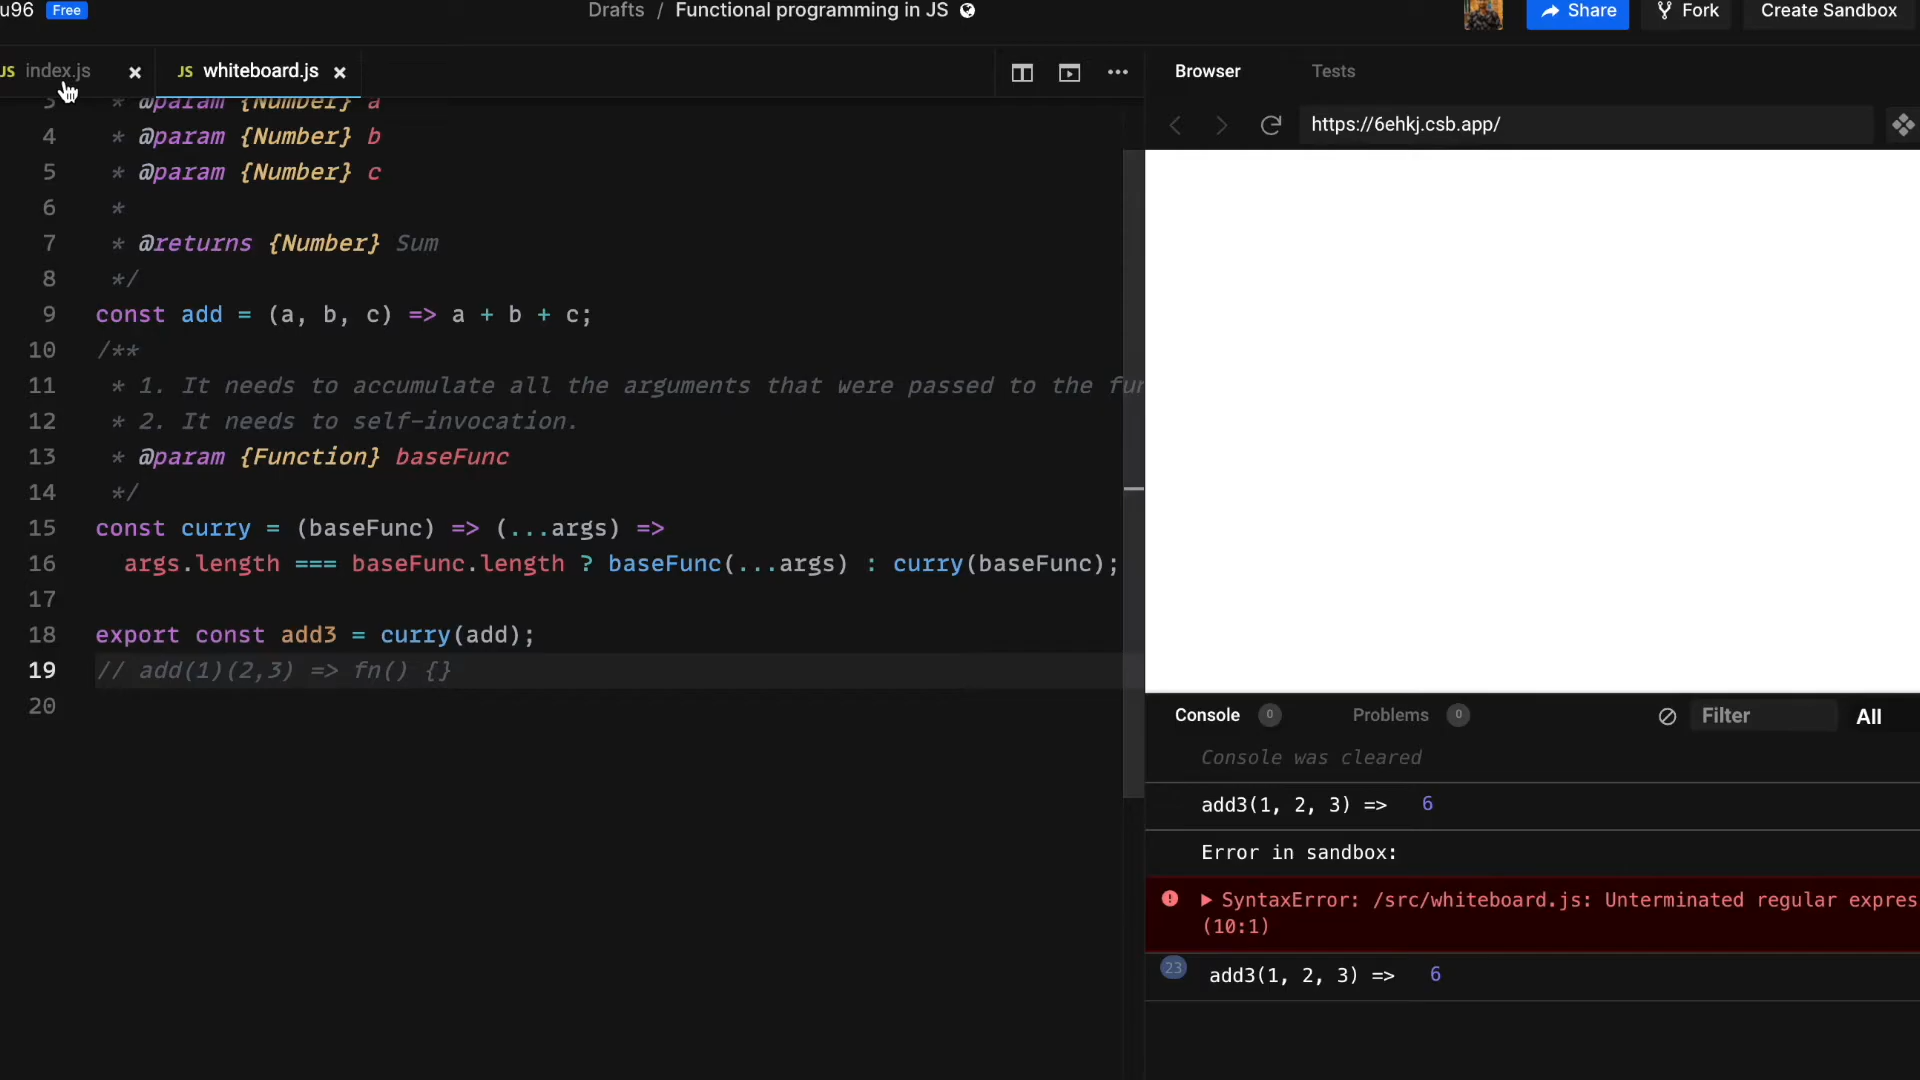 u96 Free Drafts / Functional programming in JS Share Fork Create Sandbox
JS index.js × JS whiteboard.js × ••• Browser Tests
https://6ehkj.csb.app/
3 * @param {Number} a
4 * @param {Number} b
5 * @param {Number} c
6 *
7 * @returns {Number} Sum
8 */
9 const add = (a, b, c) => a + b + c;
10 /**
11 * 1. It needs to accumulate all the arguments that were passed to the fun
12 * 2. It needs to self-invocation.
13 * @param {Function} baseFunc
14 */
15 const curry = (baseFunc) => (...args) =>
16 args.length === baseFunc.length ? baseFunc(...args) : curry(baseFunc);
17
18 export const add3 = curry(add);
19 // add(1)(2,3) => fn() {}
20
Console 0 Problems 0 Filter All
Console was cleared
add3(1, 2, 3) => 6
Error in sandbox:
SyntaxError: /src/whiteboard.js: Unterminated regular expres
(10:1)
23 add3(1, 2, 3) => 6